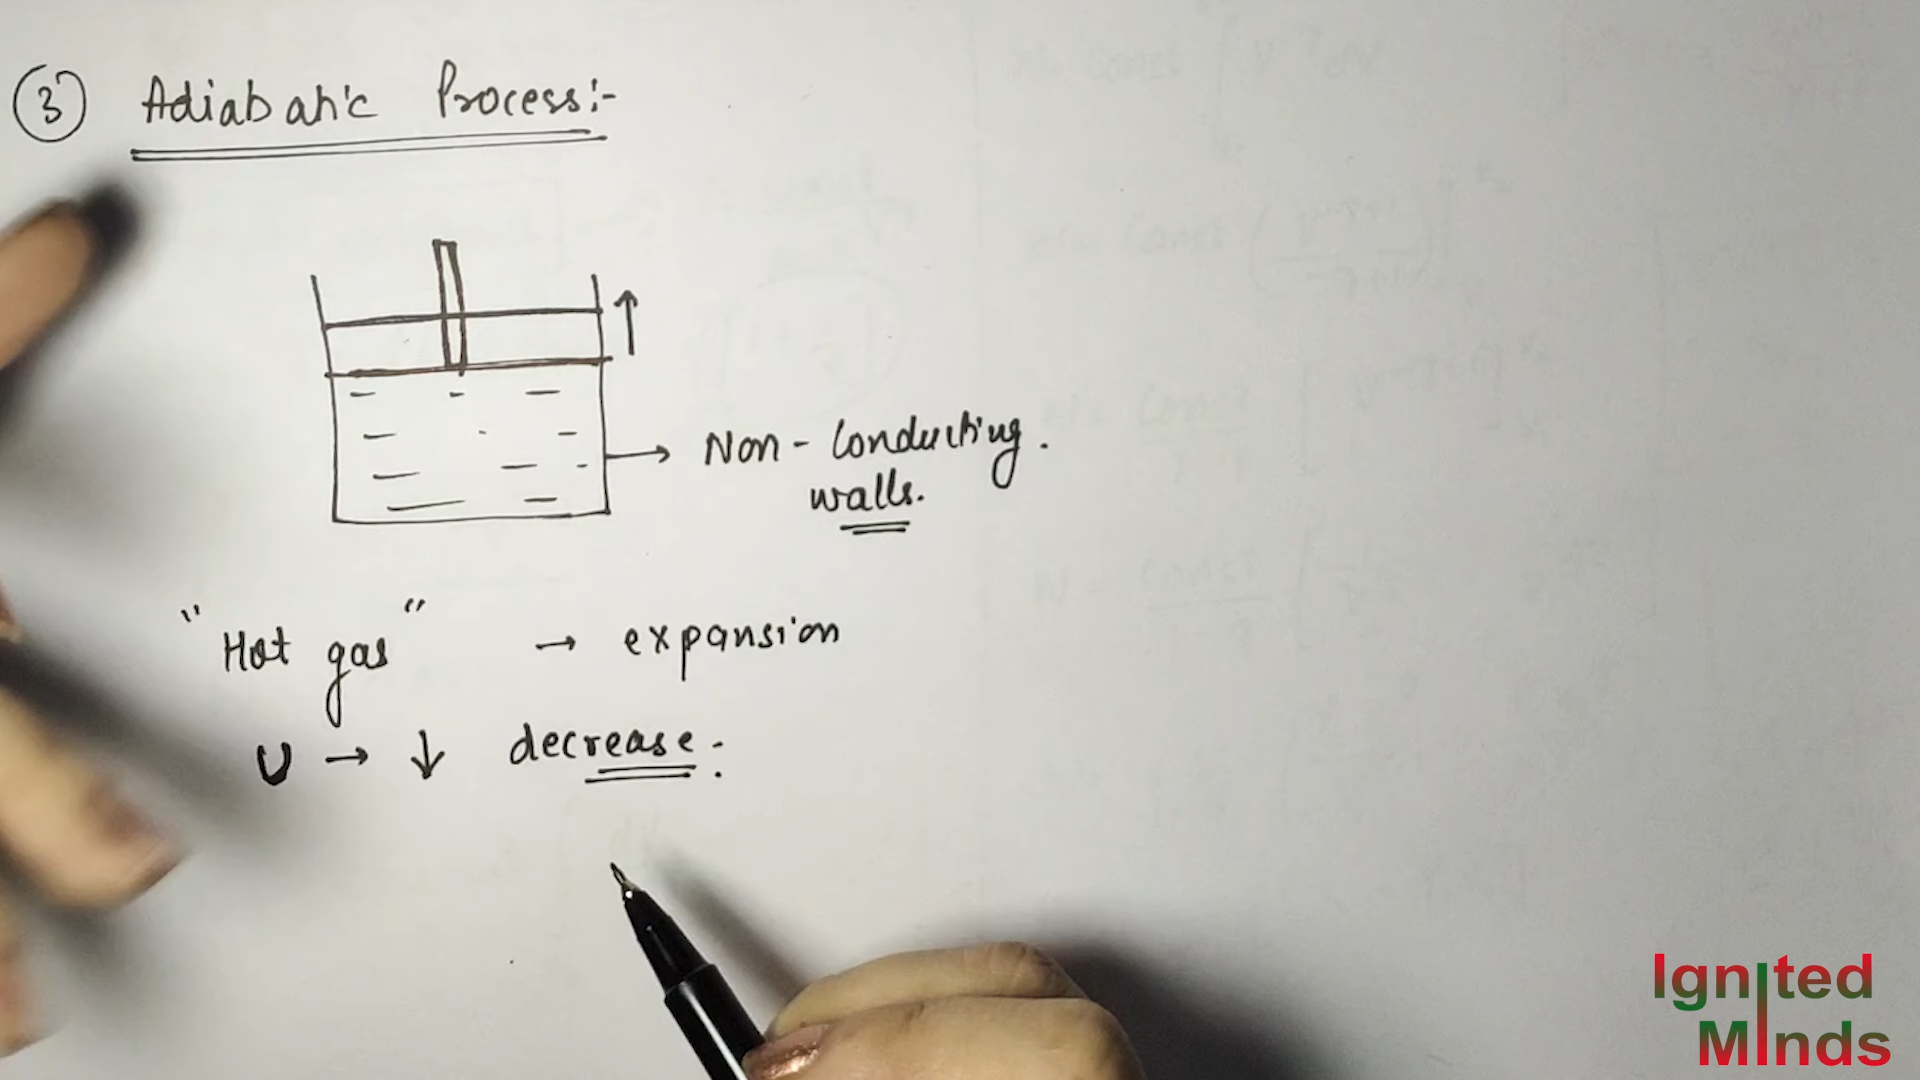 3 Adiabatic Process:-
Non-Conducting.
walls.
"Hot gas" → expansion
U → ↓ decrease.
Ignited
Minds